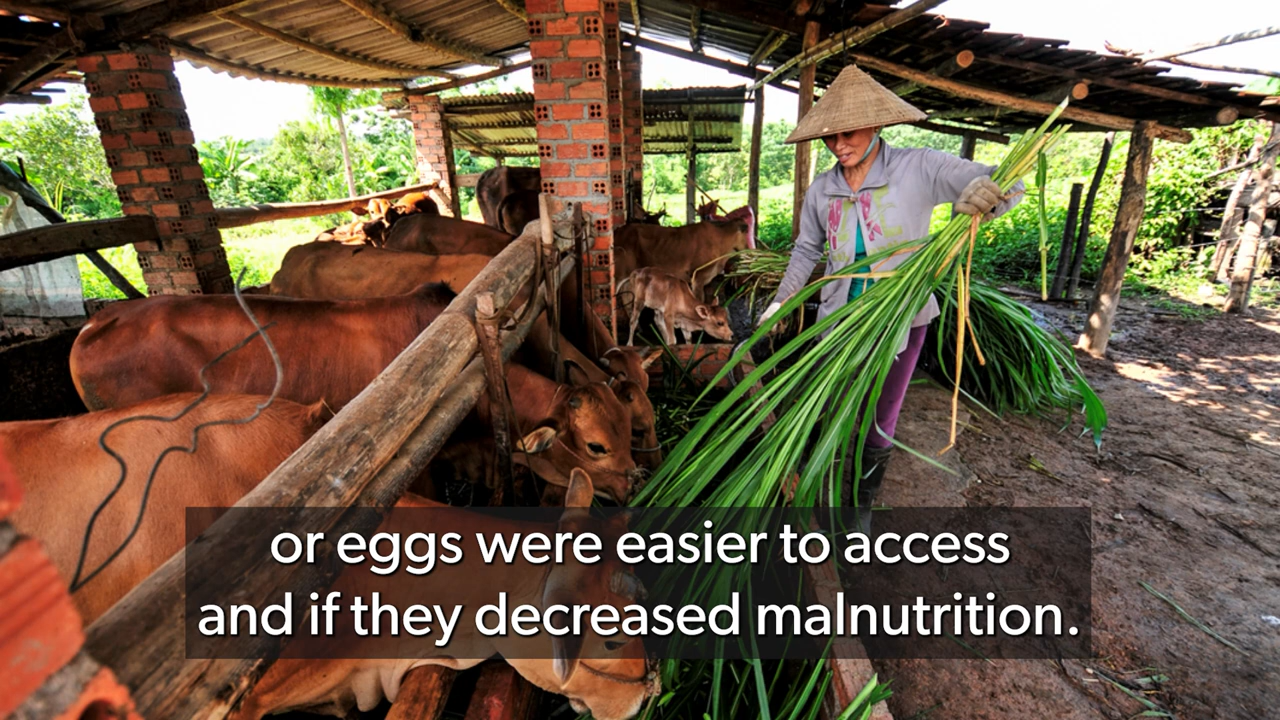 or eggs were easier to access
and if they decreased malnutrition.